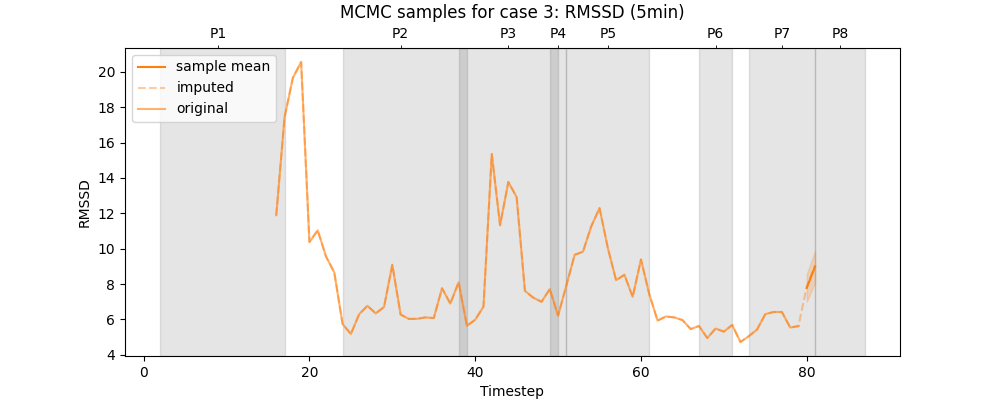 MCMC samples for case 3: RMSSD (5min)
P1 P2 P3 P4 P5 P6 P7 P8
sample mean
imputed
original
RMSSD
20
18
16
14
12
10
8
6
4
0 20 40 60 80
Timestep